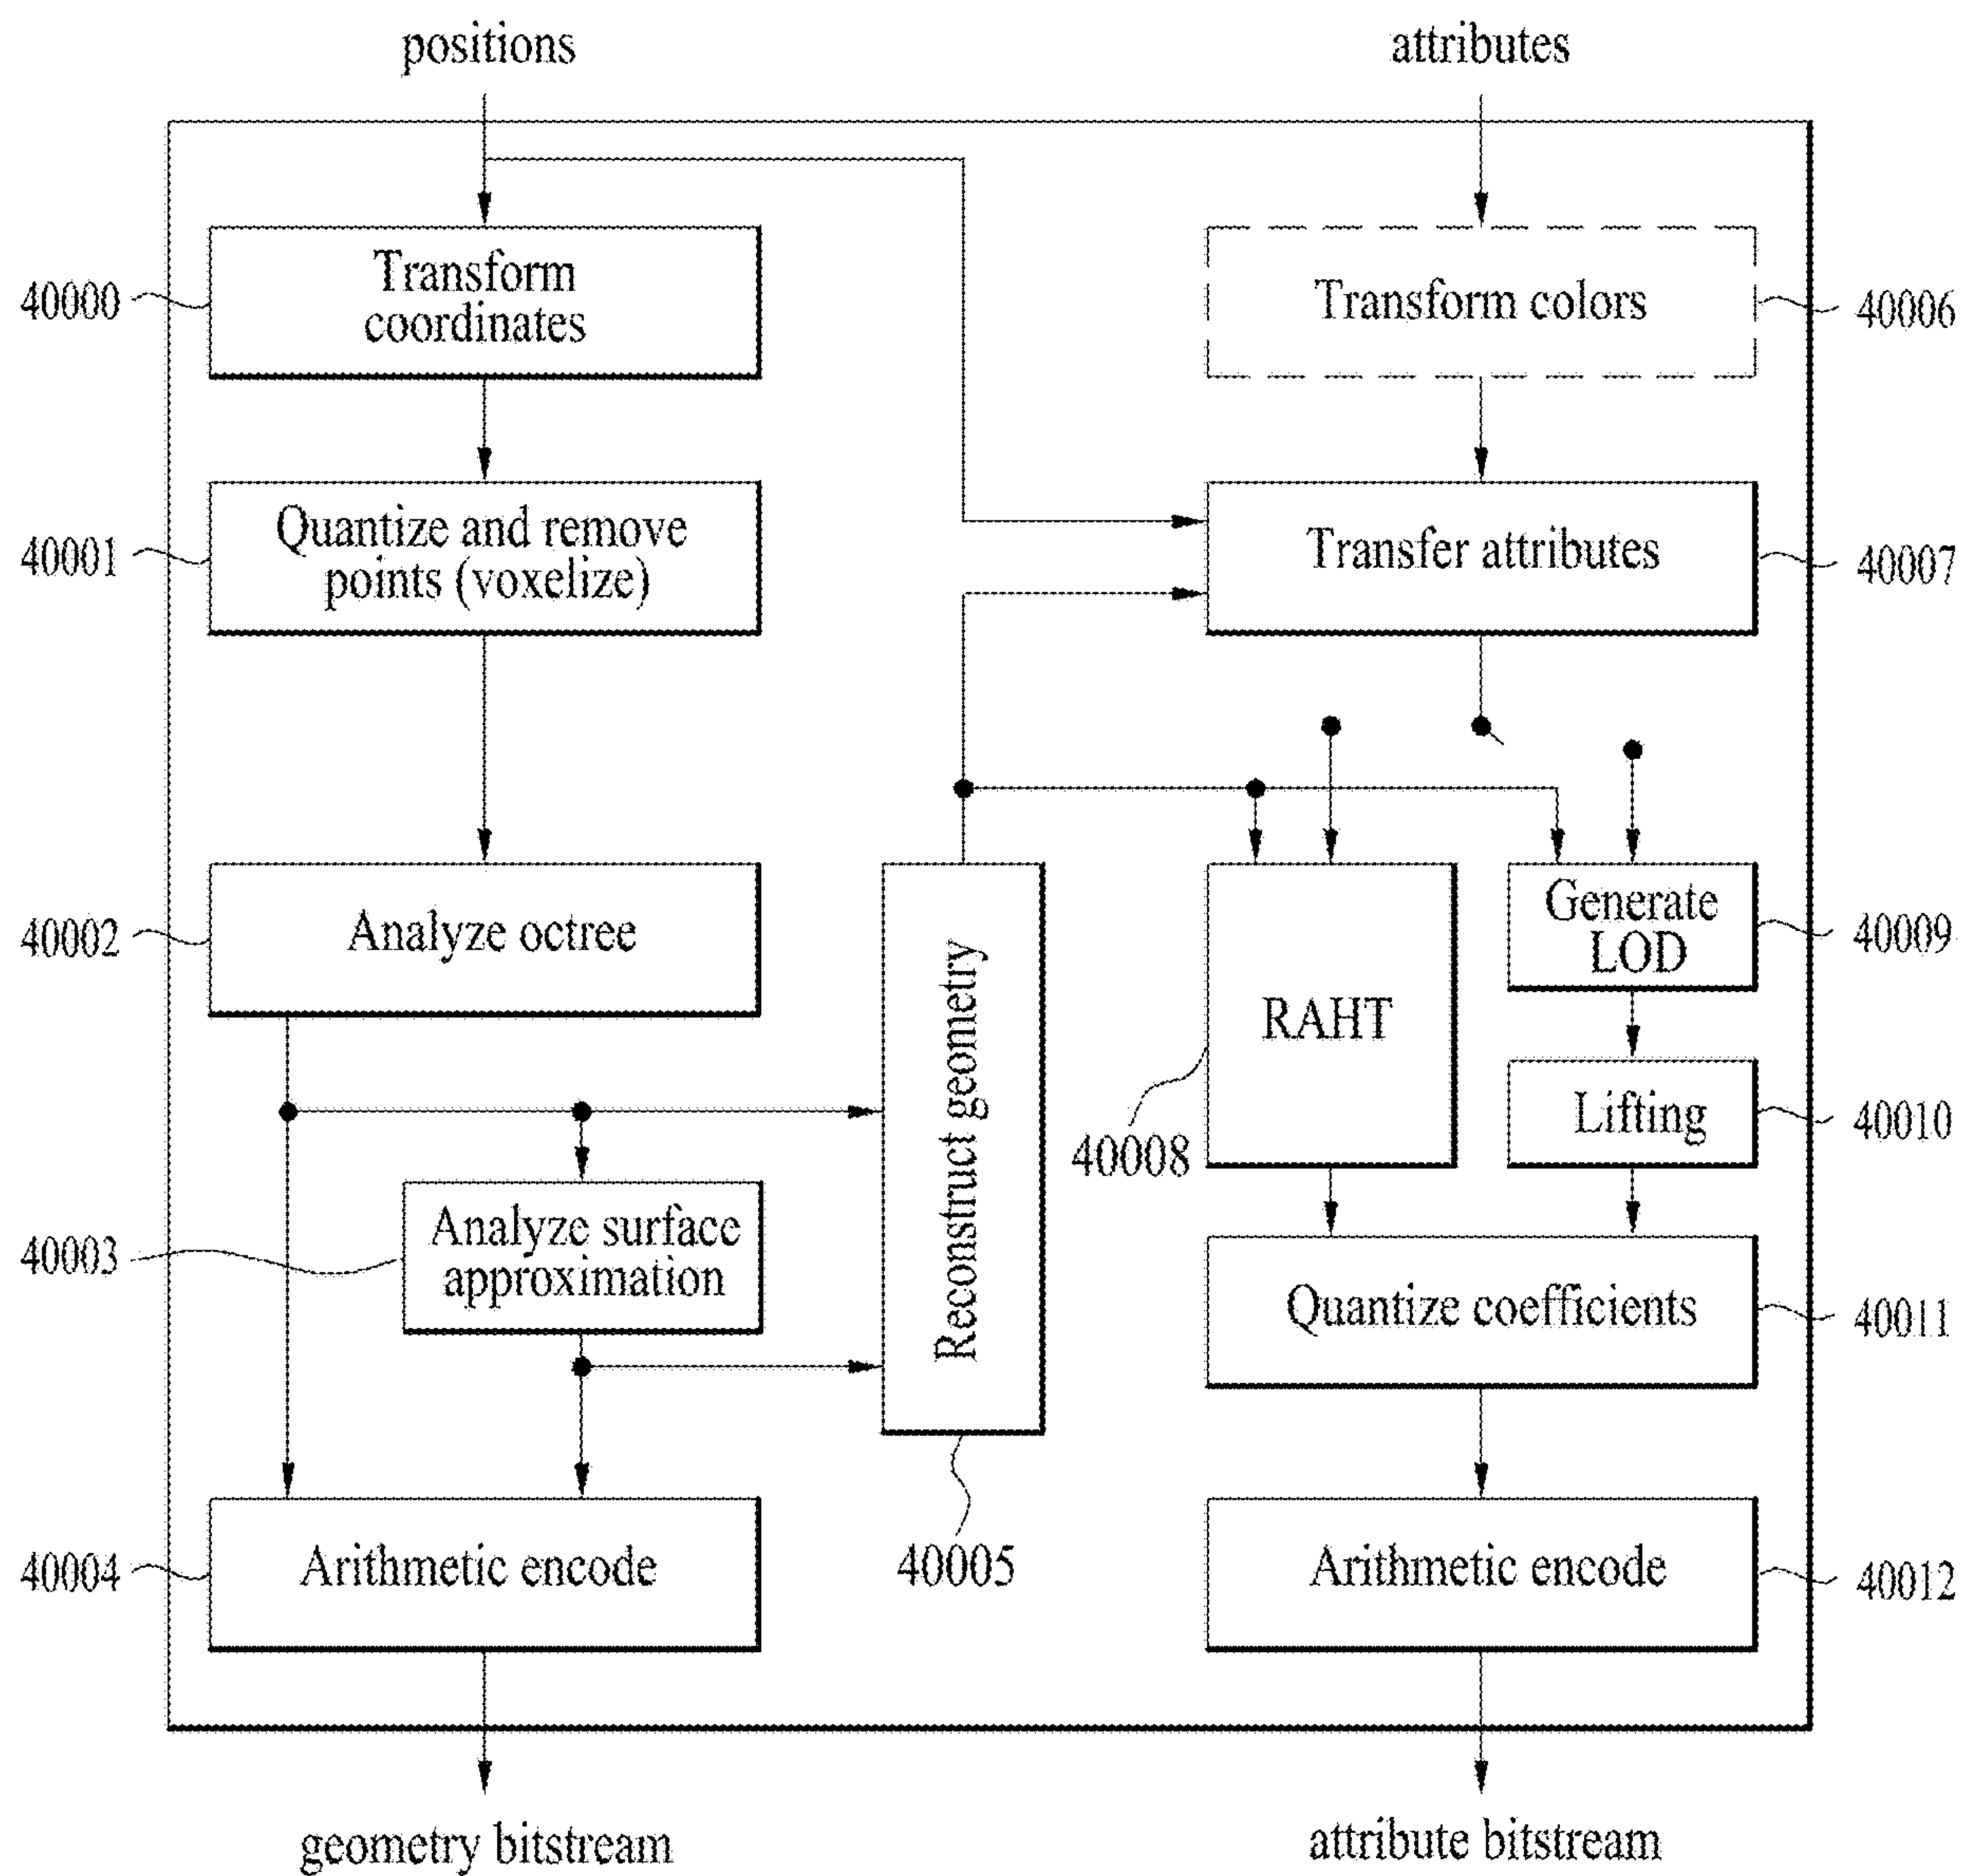 positions
attributes
40000
Transform
coordinates
Transform colors
40006
40001
Quantize and remove
points (voxelize)
Transfer attributes
40007
40002
Analyze octree
Reconstruct geometry
40005
RAHT
40008
Generate
LOD
40009
Lifting
40010
40003
Analyze surface
approximation
Quantize coefficients
40011
40004
Arithmetic encode
Arithmetic encode
40012
geometry bitstream
attribute bitstream